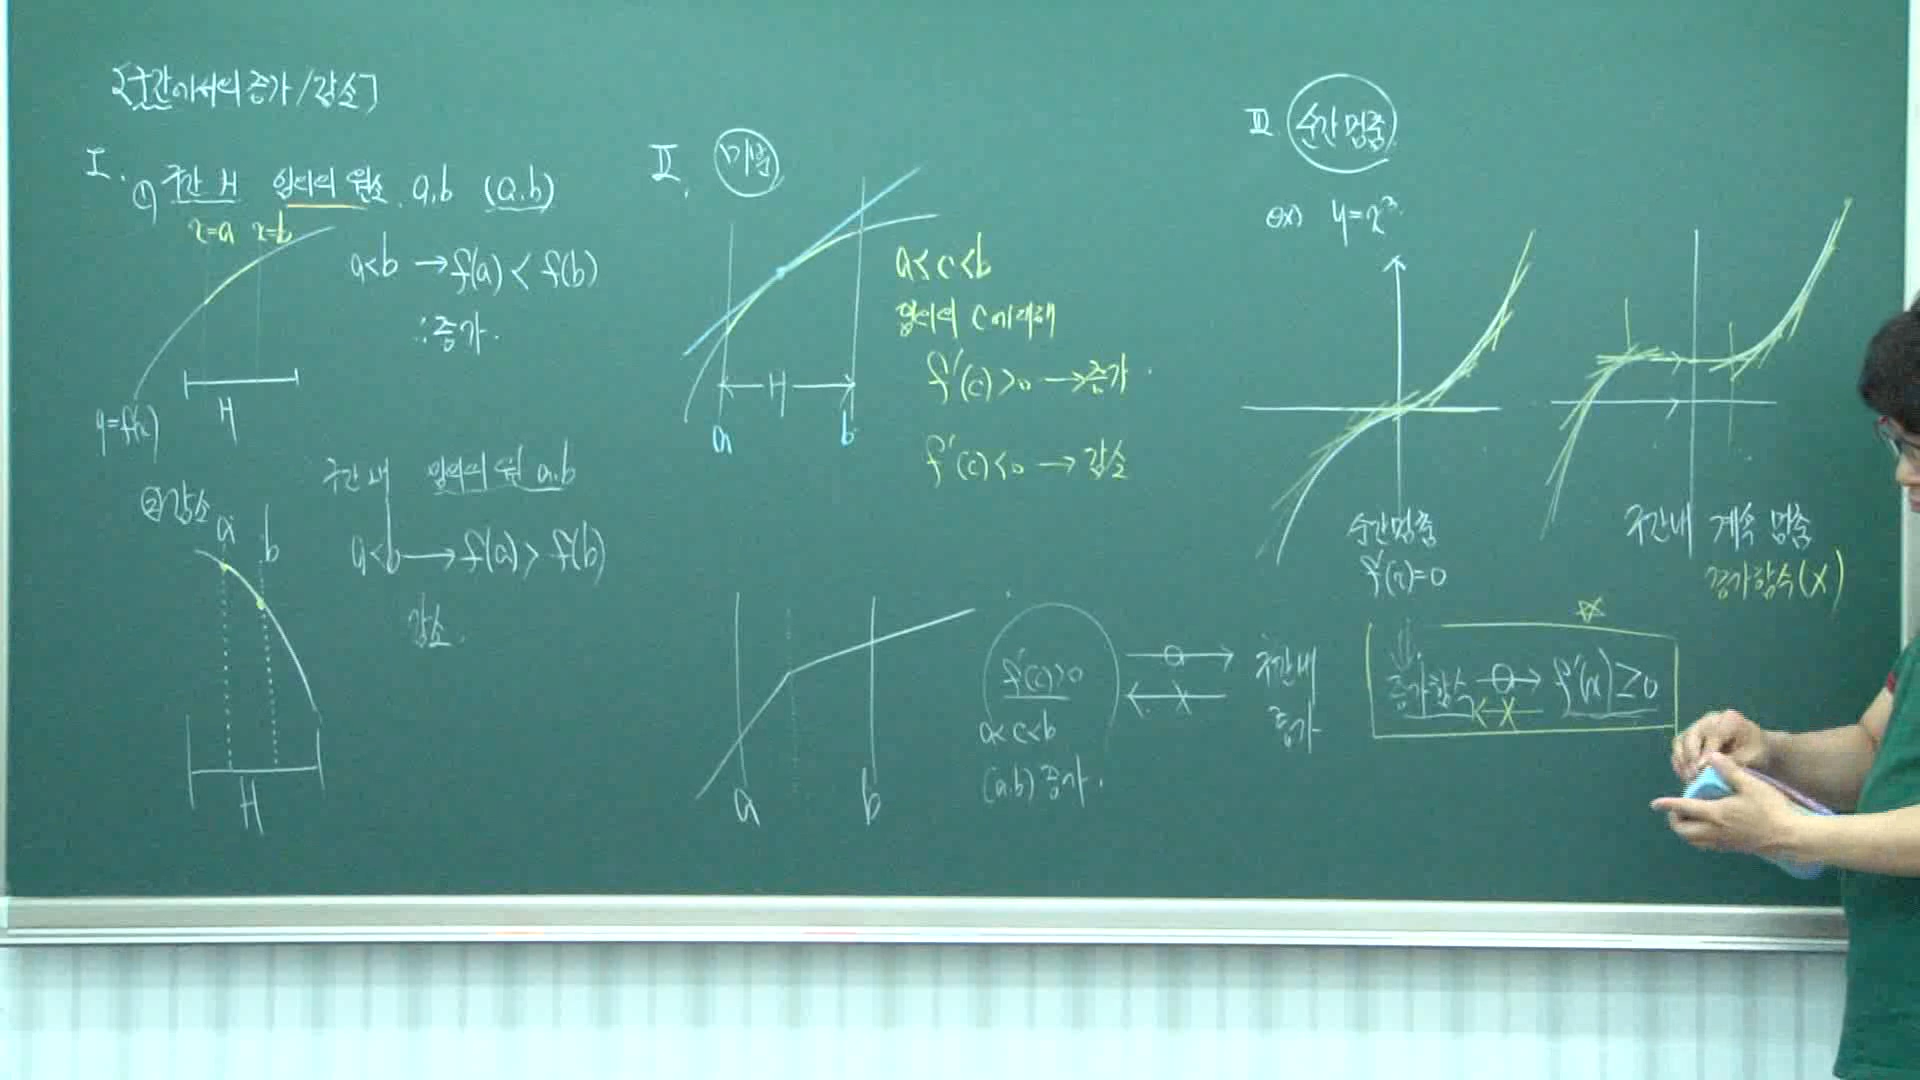 [구간에서의 증가/감소]
I.
① 구간 H 임의의 원소 a,b (a.b)
x=a x=b
a<b → f(a) < f(b)
∴ 증가.
H
y=f(x)
② 감소
a b
구간 내 임의의 원소 a.b
a<b → f(a) > f(b)
감소.
H
II.
미분
a<c<b
임의의 c에 대해
f'(c)>0 → 증가
f'(c)<0 → 감소
H
a b
a b
f'(c)>0
a<c<b
(a.b) 증가.
구간내
증가
III. 순간멈춤
ex) y=x³.
순간멈춤
f'(x)=0
구간내 계속 멈춤
증가함수(X)
증가함수 → f'(x)≥0